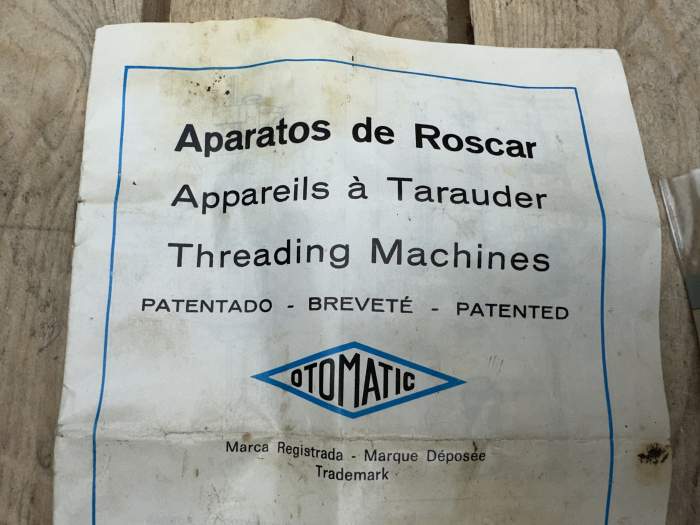 Aparatos de Roscar
Appareils à Tarauder
Threading Machines
PATENTADO - BREVETÉ - PATENTED
OTOMATIC
Marca Registrada - Marque Déposée
Trademark